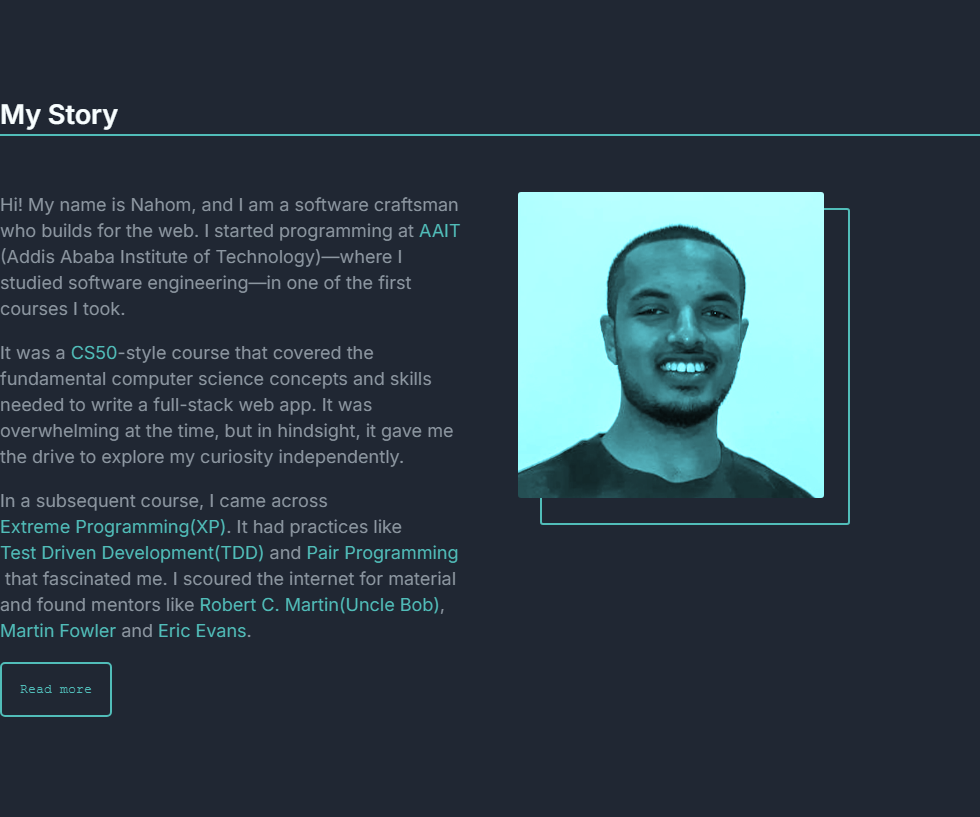 My Story
Hi! My name is Nahom, and I am a software craftsman
who builds for the web. I started programming at AAIT
(Addis Ababa Institute of Technology)—where I
studied software engineering—in one of the first
courses I took.
It was a CS50-style course that covered the
fundamental computer science concepts and skills
needed to write a full-stack web app. It was
overwhelming at the time, but in hindsight, it gave me
the drive to explore my curiosity independently.
In a subsequent course, I came across
Extreme Programming(XP). It had practices like
Test Driven Development(TDD) and Pair Programming
that fascinated me. I scoured the internet for material
and found mentors like Robert C. Martin(Uncle Bob),
Martin Fowler and Eric Evans.
Read more